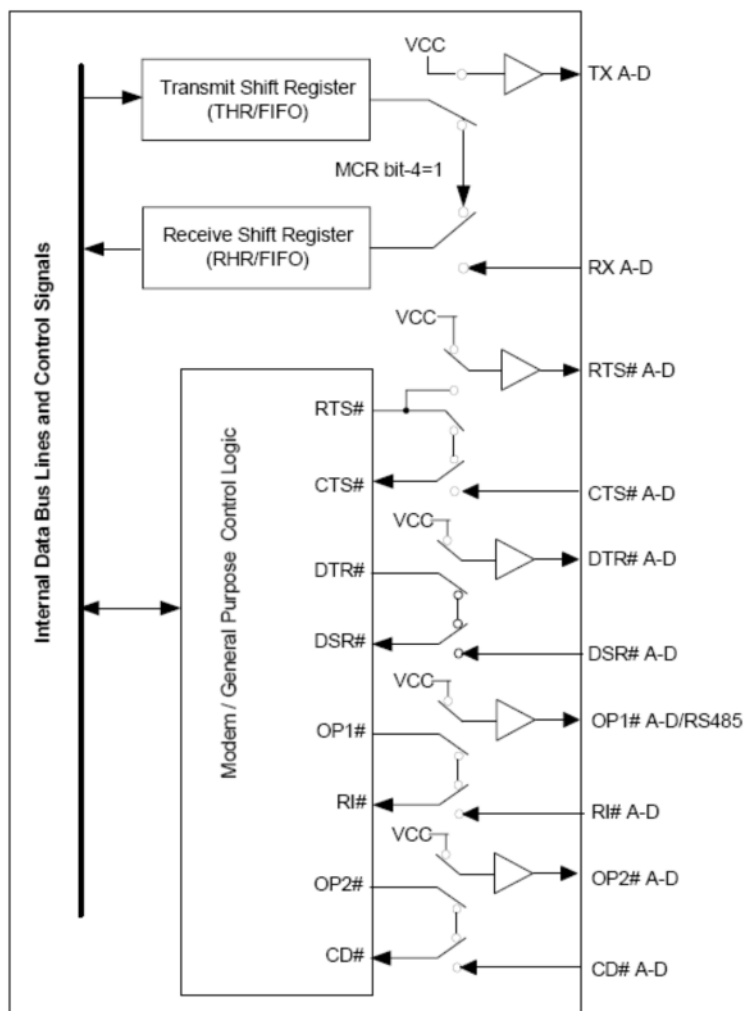 VCC
TX A-D
Transmit Shift Register
(THR/FIFO)
MCR bit-4=1
Receive Shift Register
(RHR/FIFO)
RX A-D
Internal Data Bus Lines and Control Signals
VCC
RTS# A-D
Modem / General Purpose Control Logic
RTS#
CTS#
CTS# A-D
VCC
DTR# A-D
DTR#
DSR#
DSR# A-D
VCC
OP1# A-D/RS485
OP1#
RI#
RI# A-D
VCC
OP2# A-D
OP2#
CD#
CD# A-D